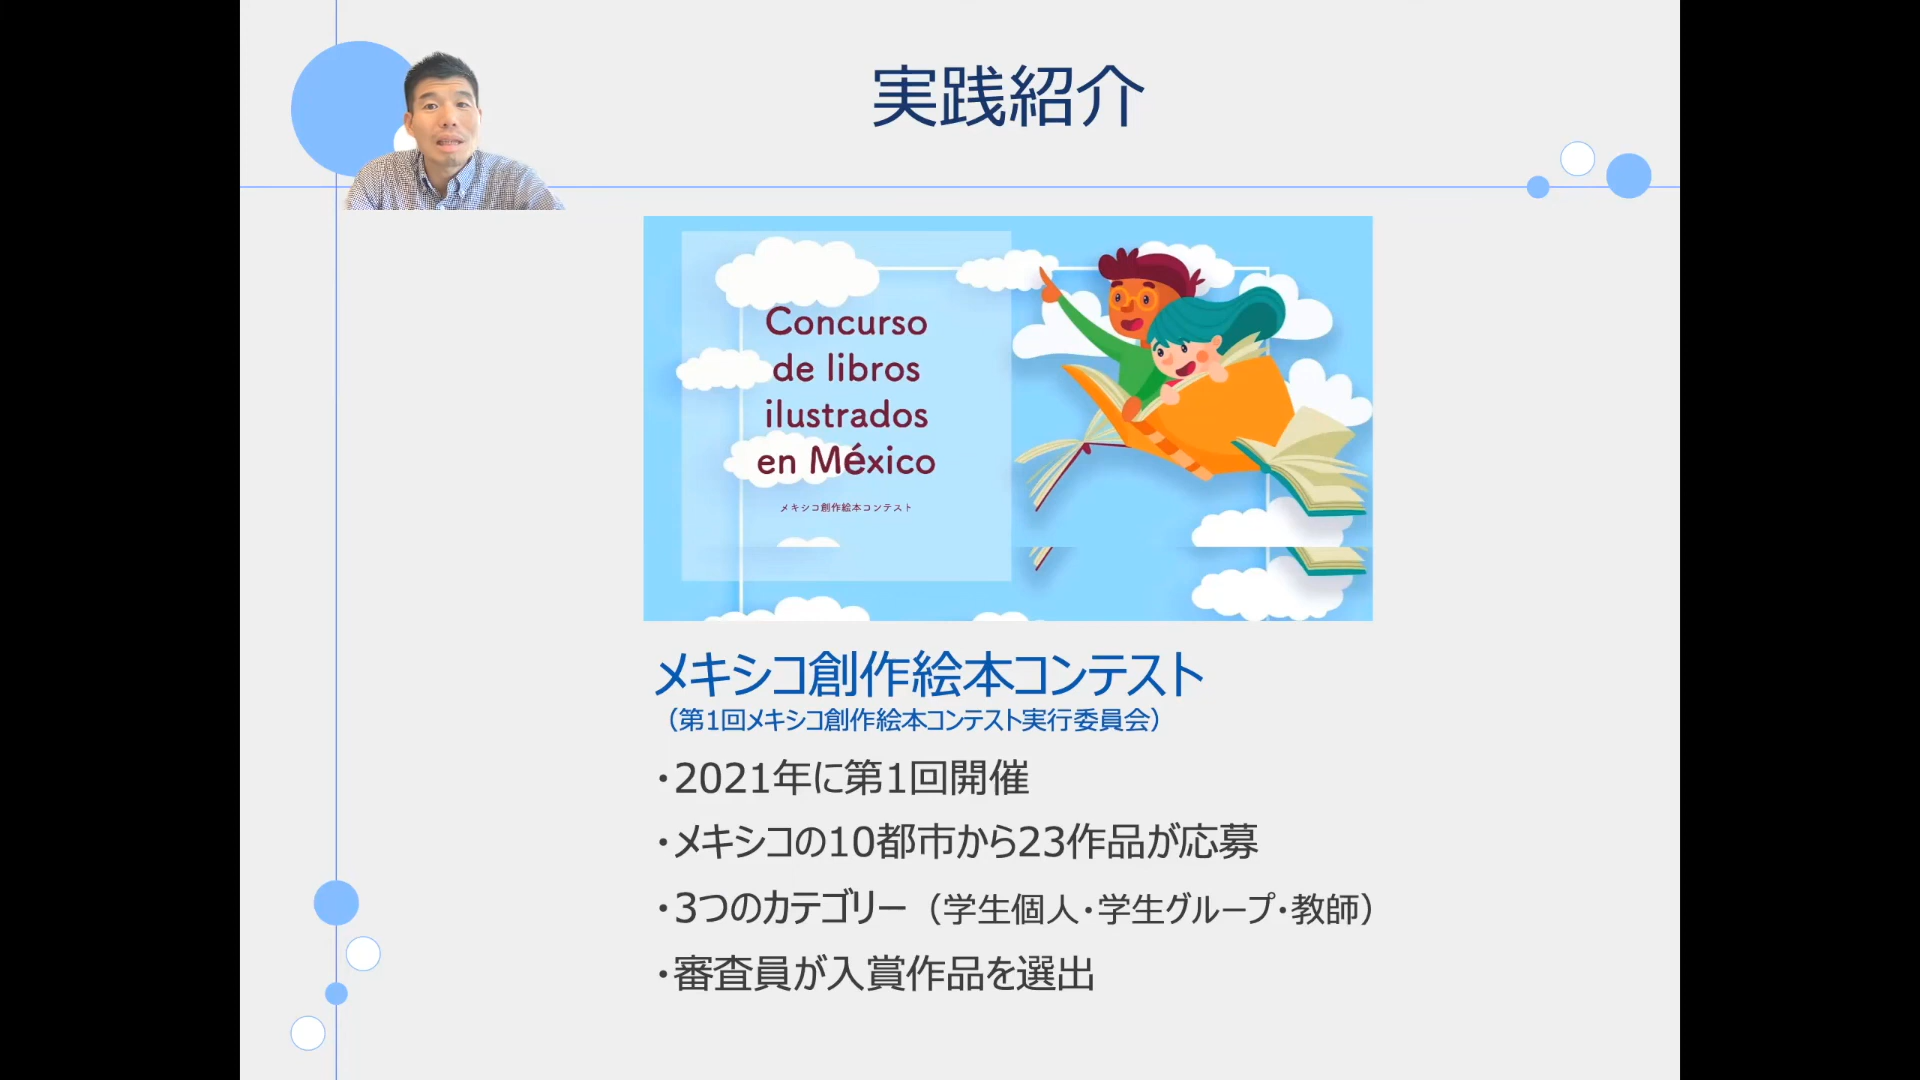 実践紹介
Concurso
de libros
ilustrados
en México
メキシコ創作絵本コンテスト
メキシコ創作絵本コンテスト
（第1回メキシコ創作絵本コンテスト実行委員会）
・2021年に第1回開催
・メキシコの10都市から23作品が応募
・3つのカテゴリー（学生個人・学生グループ・教師）
・審査員が入賞作品を選出